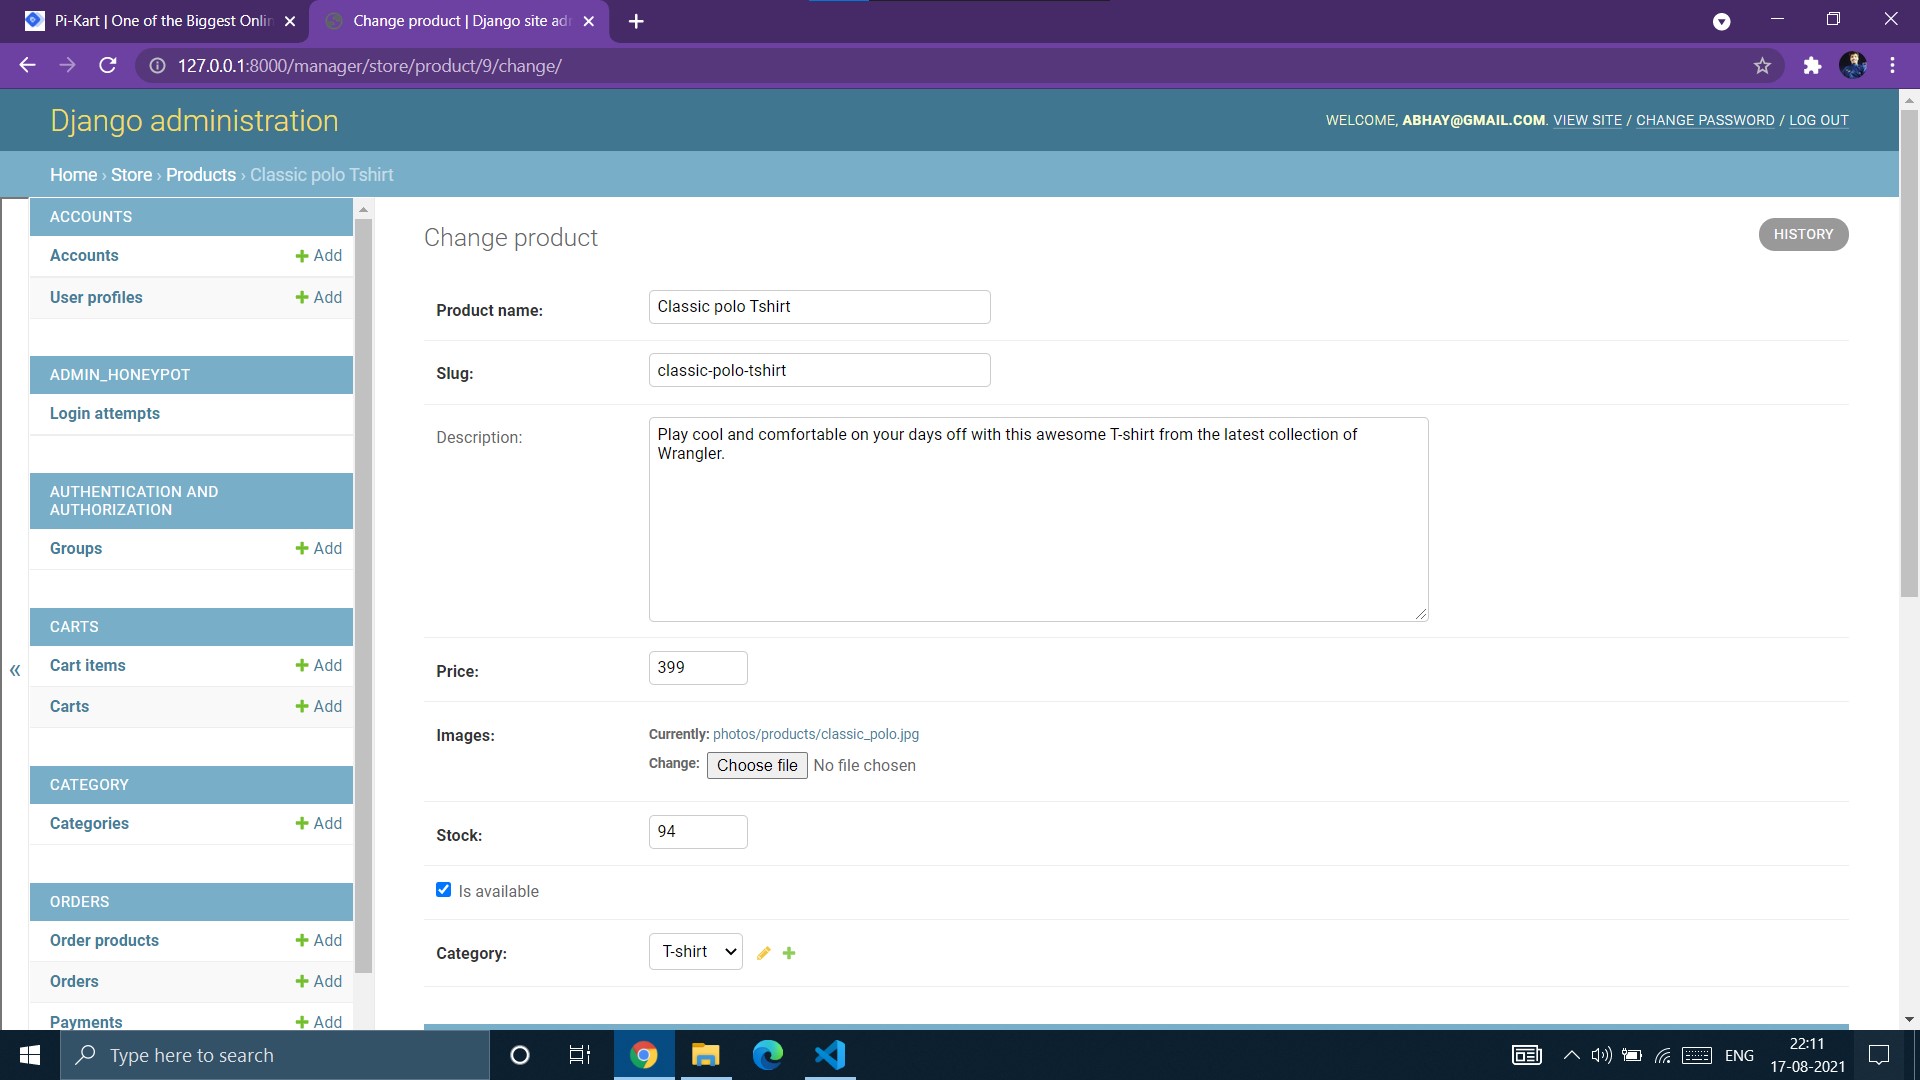 Pi-Kart | One of the Biggest Onlin
Change product | Django site adm
127.0.0.1:8000/manager/store/product/9/change/
Django administration
WELCOME, ABHAY@GMAIL.COM. VIEW SITE / CHANGE PASSWORD / LOG OUT
Home › Store › Products › Classic polo Tshirt
ACCOUNTS
Accounts
Add
User profiles
Add
ADMIN_HONEYPOT
Login attempts
AUTHENTICATION AND
AUTHORIZATION
Groups
Add
CARTS
Cart items
Add
Carts
Add
CATEGORY
Categories
Add
ORDERS
Order products
Add
Orders
Add
Payments
Add
«
Change product
HISTORY
Product name:
Classic polo Tshirt
Slug:
classic-polo-tshirt
Description:
Play cool and comfortable on your days off with this awesome T-shirt from the latest collection of
Wrangler.
Price:
399
Images:
Currently: photos/products/classic_polo.jpg
Change: Choose file No file chosen
Stock:
94
Is available
Category:
T-shirt
Type here to search
ENG
22:11
17-08-2021